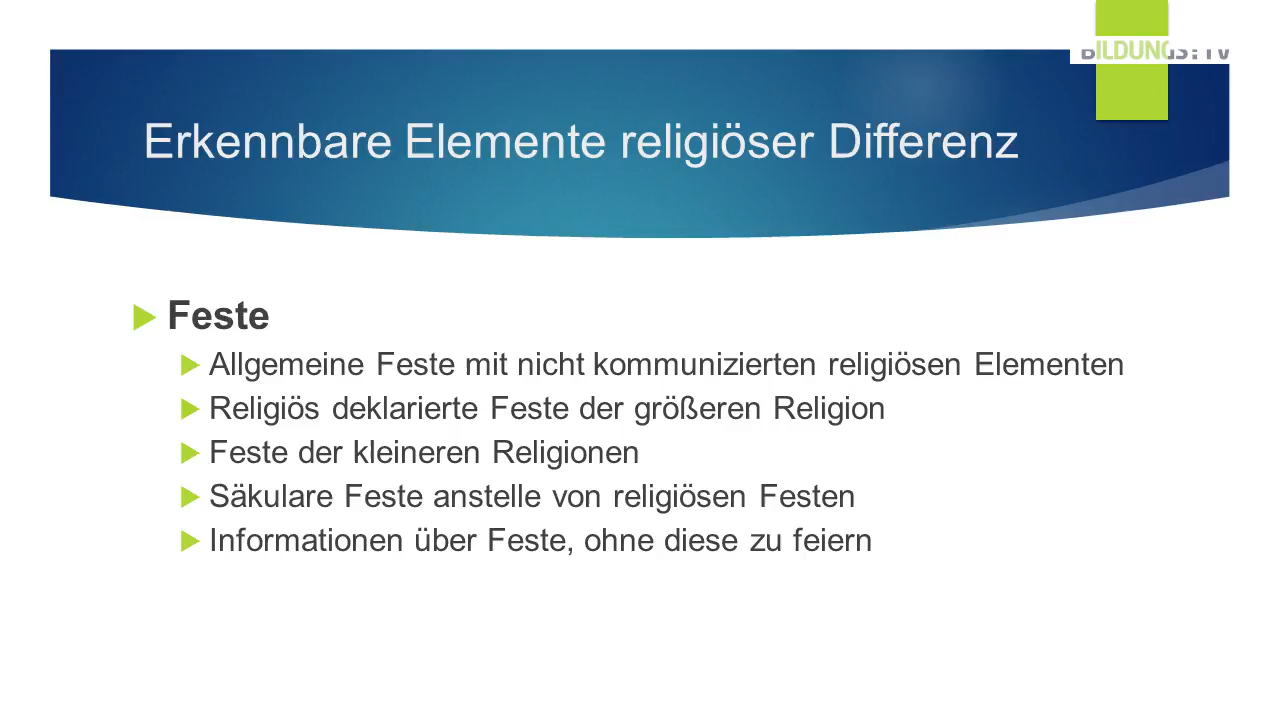 BILDUNGS:TV
Erkennbare Elemente religiöser Differenz
Feste
Allgemeine Feste mit nicht kommunizierten religiösen Elementen
Religiös deklarierte Feste der größeren Religion
Feste der kleineren Religionen
Säkulare Feste anstelle von religiösen Festen
Informationen über Feste, ohne diese zu feiern